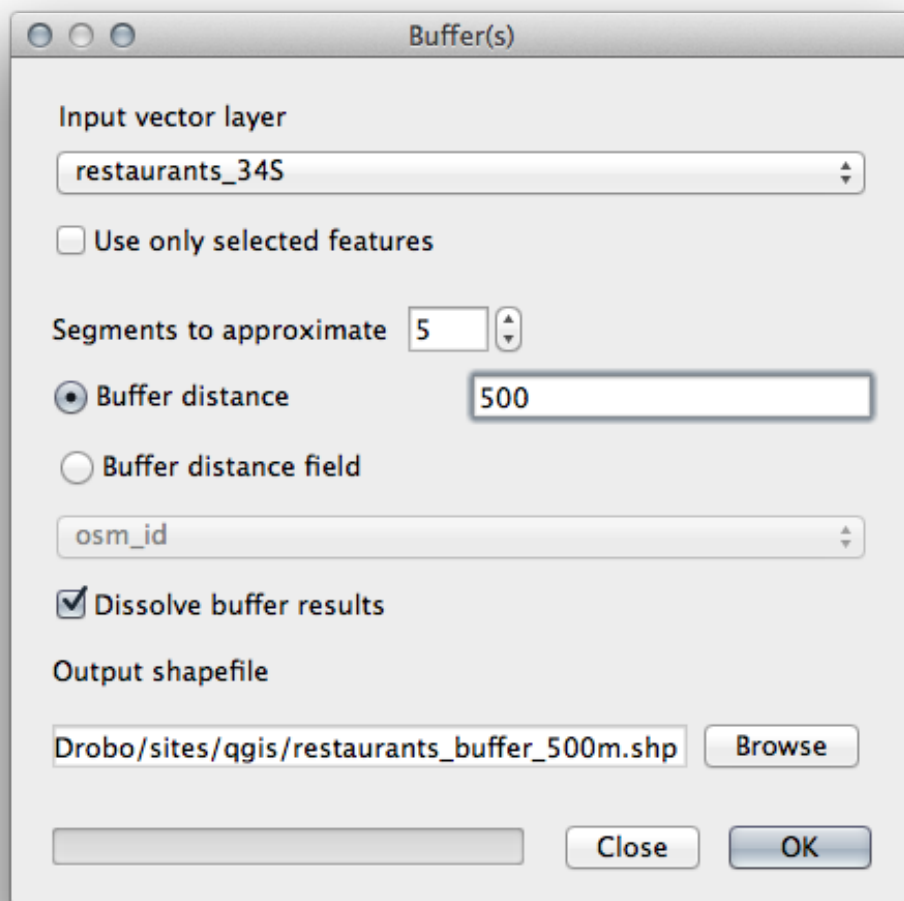 Buffer(s)
Input vector layer
restaurants_34S
Use only selected features
Segments to approximate 5
Buffer distance 500
Buffer distance field
osm_id
Dissolve buffer results
Output shapefile
Drobo/sites/qgis/restaurants_buffer_500m.shp Browse
Close OK